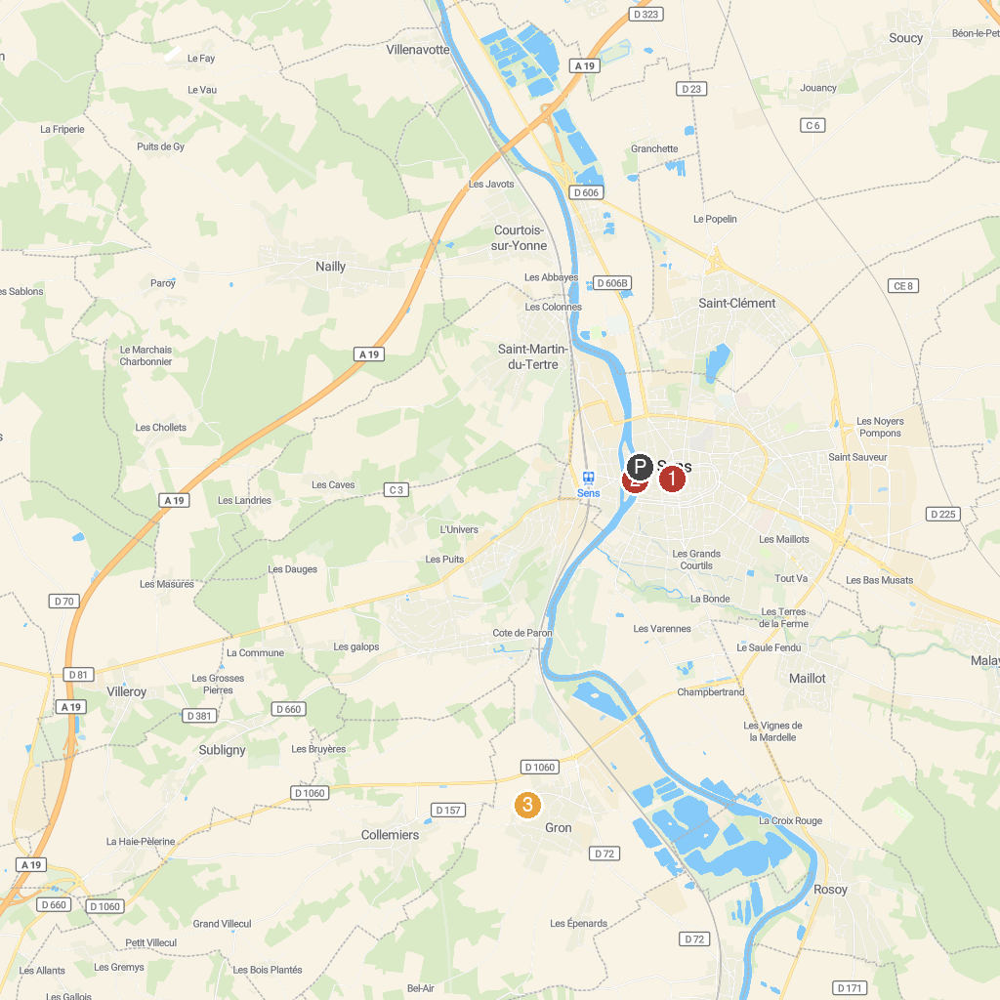 D 323
Soucy
Béon-le-Pet
Villenavotte
Le Fay
A 19
Le Vau
D 23
Jouancy
La Friperie
C 6
Puits de Gy
Granchette
Les Javots
D 606
Le Popelin
Courtois-
sur-Yonne
Nailly
Les Abbayes
Paroy
D 606B
CE 8
es Sablons
Les Colonnes
Saint-Clément
Le Marchais
Charbonnier
A 19
Saint-Martin-
du-Tertre
Les Chollets
Les Noyers
Pompons
Saint Sauveur
P
1
Sens
Les Caves
C 3
A 19
Les Landries
D 225
L'Univers
Les Maillots
Les Puits
Les Grands
Courtils
Les Dauges
Tout Va
Les Bas Musats
Les Masures
D 70
La Bonde
Les Terres
de la Ferme
Les Varennes
Cote de Paron
Les galops
La Commune
Le Saule Fendu
Malay
D 81
Les Grosses
Pierres
Maillot
Villeroy
Champbertrand
A 19
D 381
D 660
Les Vignes de
la Mardelle
Subligny
Les Bruyères
D 1060
D 1060
3
D 157
La Croix Rouge
Gron
Collemiers
La Haie-Pèlerine
D 72
A 19
Rosoy
D 660
D 1060
Grand Villecul
Les Épenards
Petit Villecul
D 72
Les Allants
Les Gremys
Les Bois Plantés
Bel-Air
D 171
Les Gallois